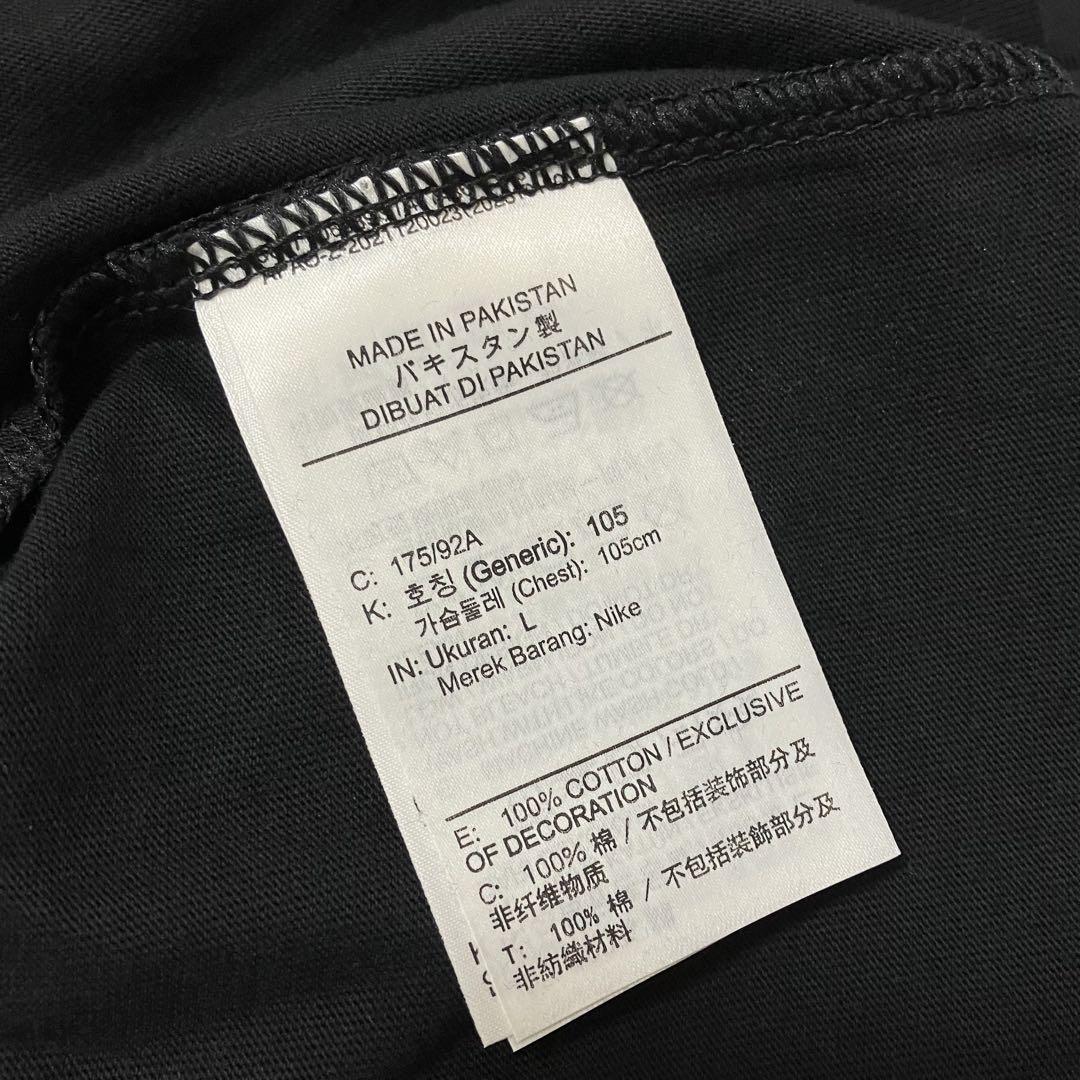 MADE IN PAKISTAN
パキスタン製
DIBUAT DI PAKISTAN
C: 175/92A
K: 호칭 (Generic): 105
가슴둘레 (Chest): 105cm
IN: Ukuran: L
Merek Barang: Nike
E: 100% COTTON / EXCLUSIVE
OF DECORATION
C: 100% 棉 / 不包括装饰部分及
非纤维物质
T: 100% 棉 / 不包括裝飾部分及
非紡織材料